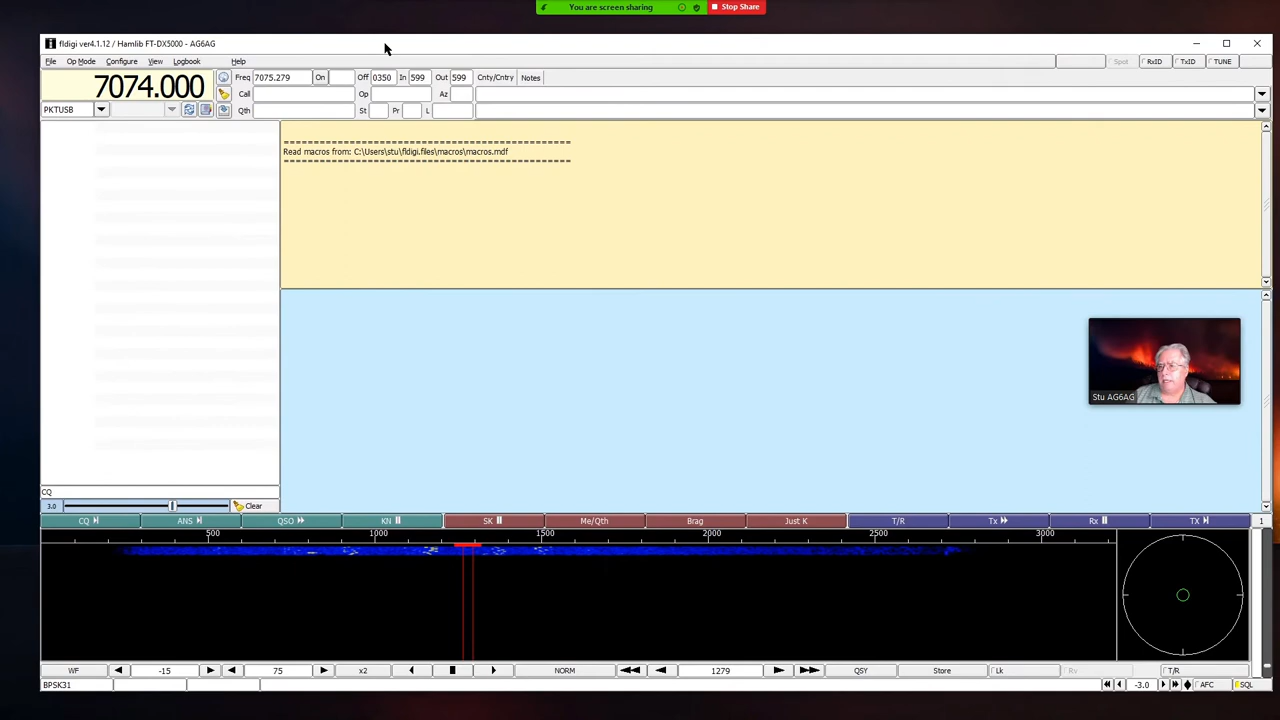 You are screen sharing
Stop Share
fldigi ver4.1.12 / Hamlib FT-DX5000 - AG6AG
File Op Mode Configure View Logbook Help
Spot RxID TxID TUNE
7074.000
Freq 7075.279 On Off 0350 In 599 Out 599 Cnty/Cntry Notes
Call Op Az
PKTUSB
Qth St Pr L
================================================
Read macros from: C:\Users\stu\fldigi.files\macros\macros.mdf
================================================
Stu AG6AG
CQ
3.0 Clear
CQ ANS QSO KN SK Me/Qth Brag Just K T/R Tx Rx TX 1
500 1000 1500 2000 2500 3000
WF -15 75 x2 NORM 1279 QSY Store Lk Rv T/R
BPSK31 -3.0 AFC SQL